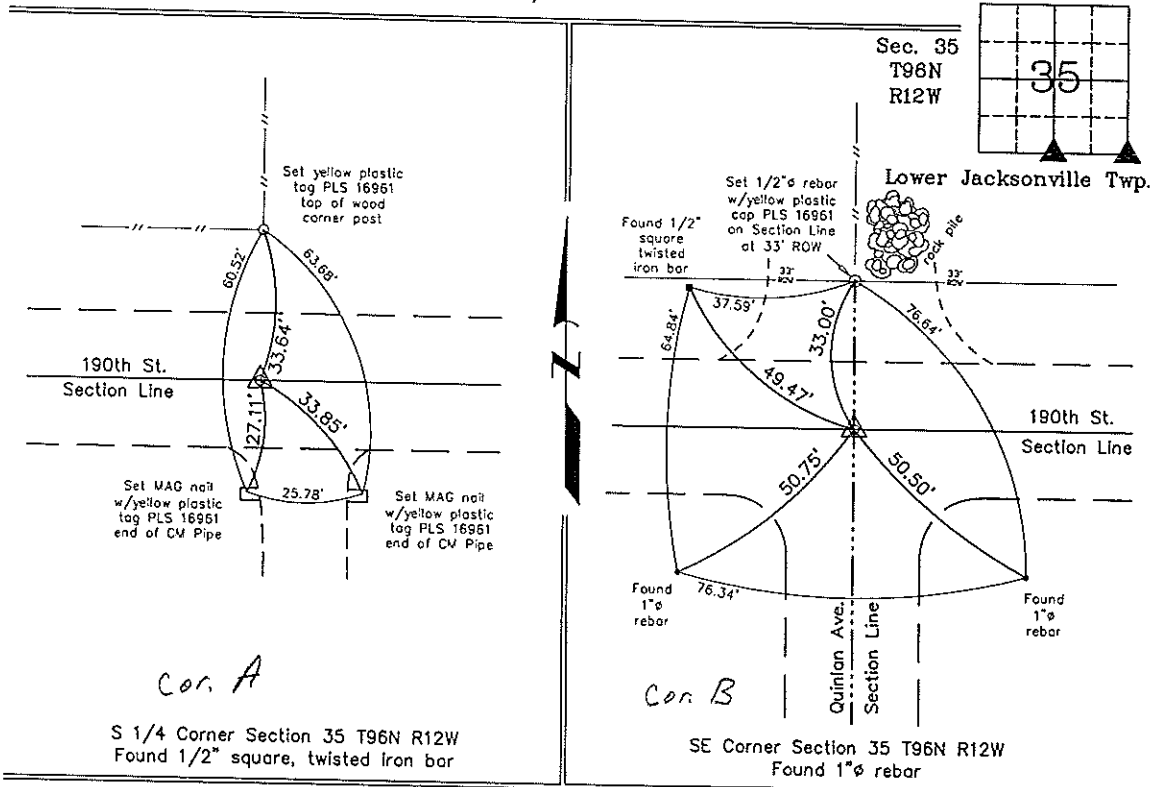 Sec. 35
T96N
R12W
35
Lower Jacksonville Twp.
Set yellow plastic
tag PLS 16961
top of wood
corner post
60.52'
63.68'
33.64''
190th St.
Section Line
27.11'
33.85'
25.78'
Set MAG nail
w/yellow plastic
tag PLS 16961
end of CM Pipe
Set MAG nail
w/yellow plastic
tag PLS 16961
end of CM Pipe
Cor. A
S 1/4 Corner Section 35 T96N R12W
Found 1/2" square, twisted iron bar
N
Set 1/2"ø rebar
w/yellow plastic
cap PLS 16961
on Section Line
at 33' ROW
Found 1/2"
square
twisted
iron bar
rock pile
33'
ROW
33'
ROW
37.59'
64.84'
33.00'
76.64'
49.47'
190th St.
Section Line
50.75'
50.50'
Found
1"ø
rebar
76.34'
Found
1"ø
rebar
Quinlan Ave.
Section Line
Cor. B
SE Corner Section 35 T96N R12W
Found 1"ø rebar